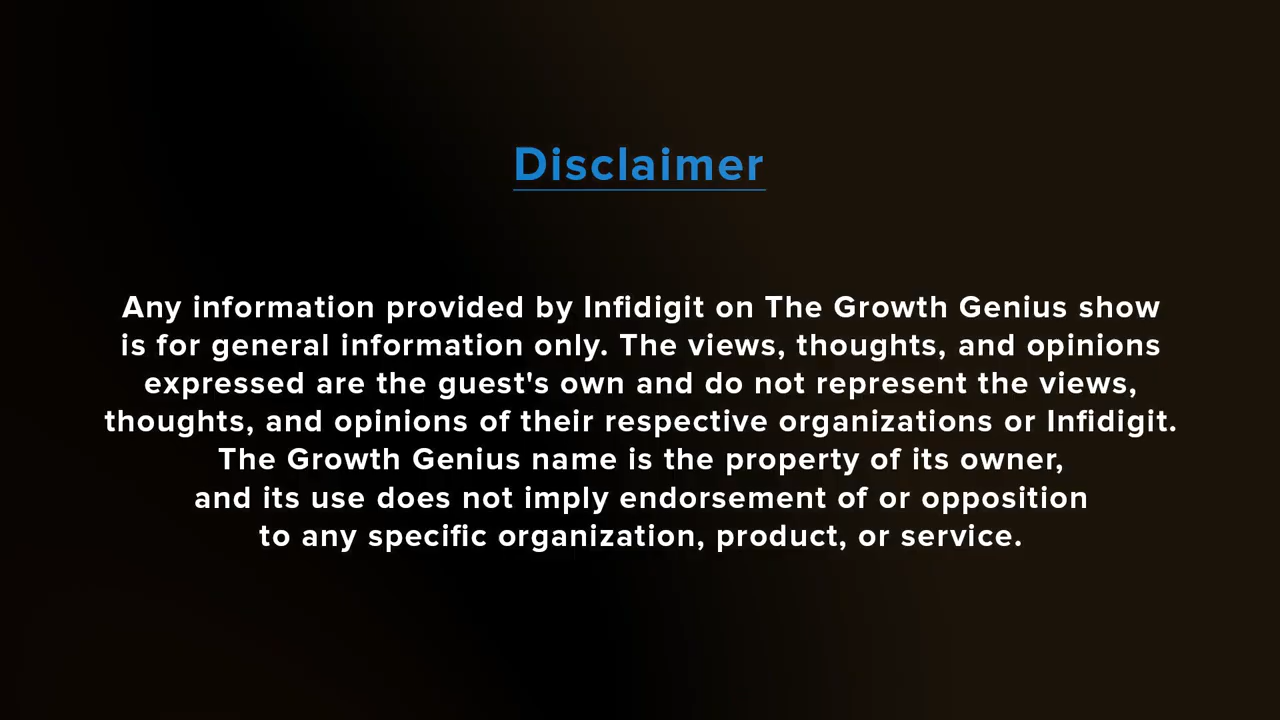 Disclaimer
Any information provided by Infidigit on The Growth Genius show
is for general information only. The views, thoughts, and opinions
expressed are the guest's own and do not represent the views,
thoughts, and opinions of their respective organizations or Infidigit.
The Growth Genius name is the property of its owner,
and its use does not imply endorsement of or opposition
to any specific organization, product, or service.